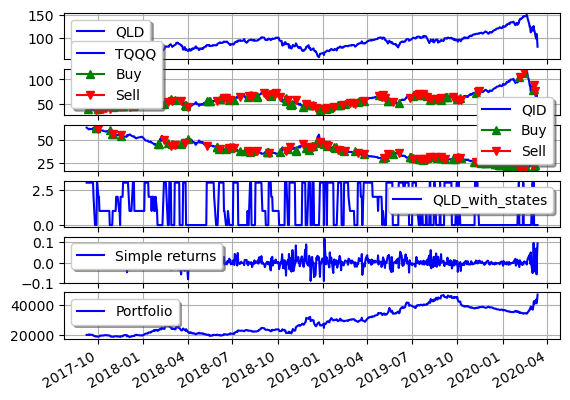 150
100
QLD
100
50
TQQQ
Buy
Sell
50
25
QID
Buy
Sell
2.5
0.0
QLD_with_states
0.1
0.0
−0.1
Simple returns
40000
20000
Portfolio
2017-10
2018-01
2018-04
2018-07
2018-10
2019-01
2019-04
2019-07
2019-10
2020-01
2020-04